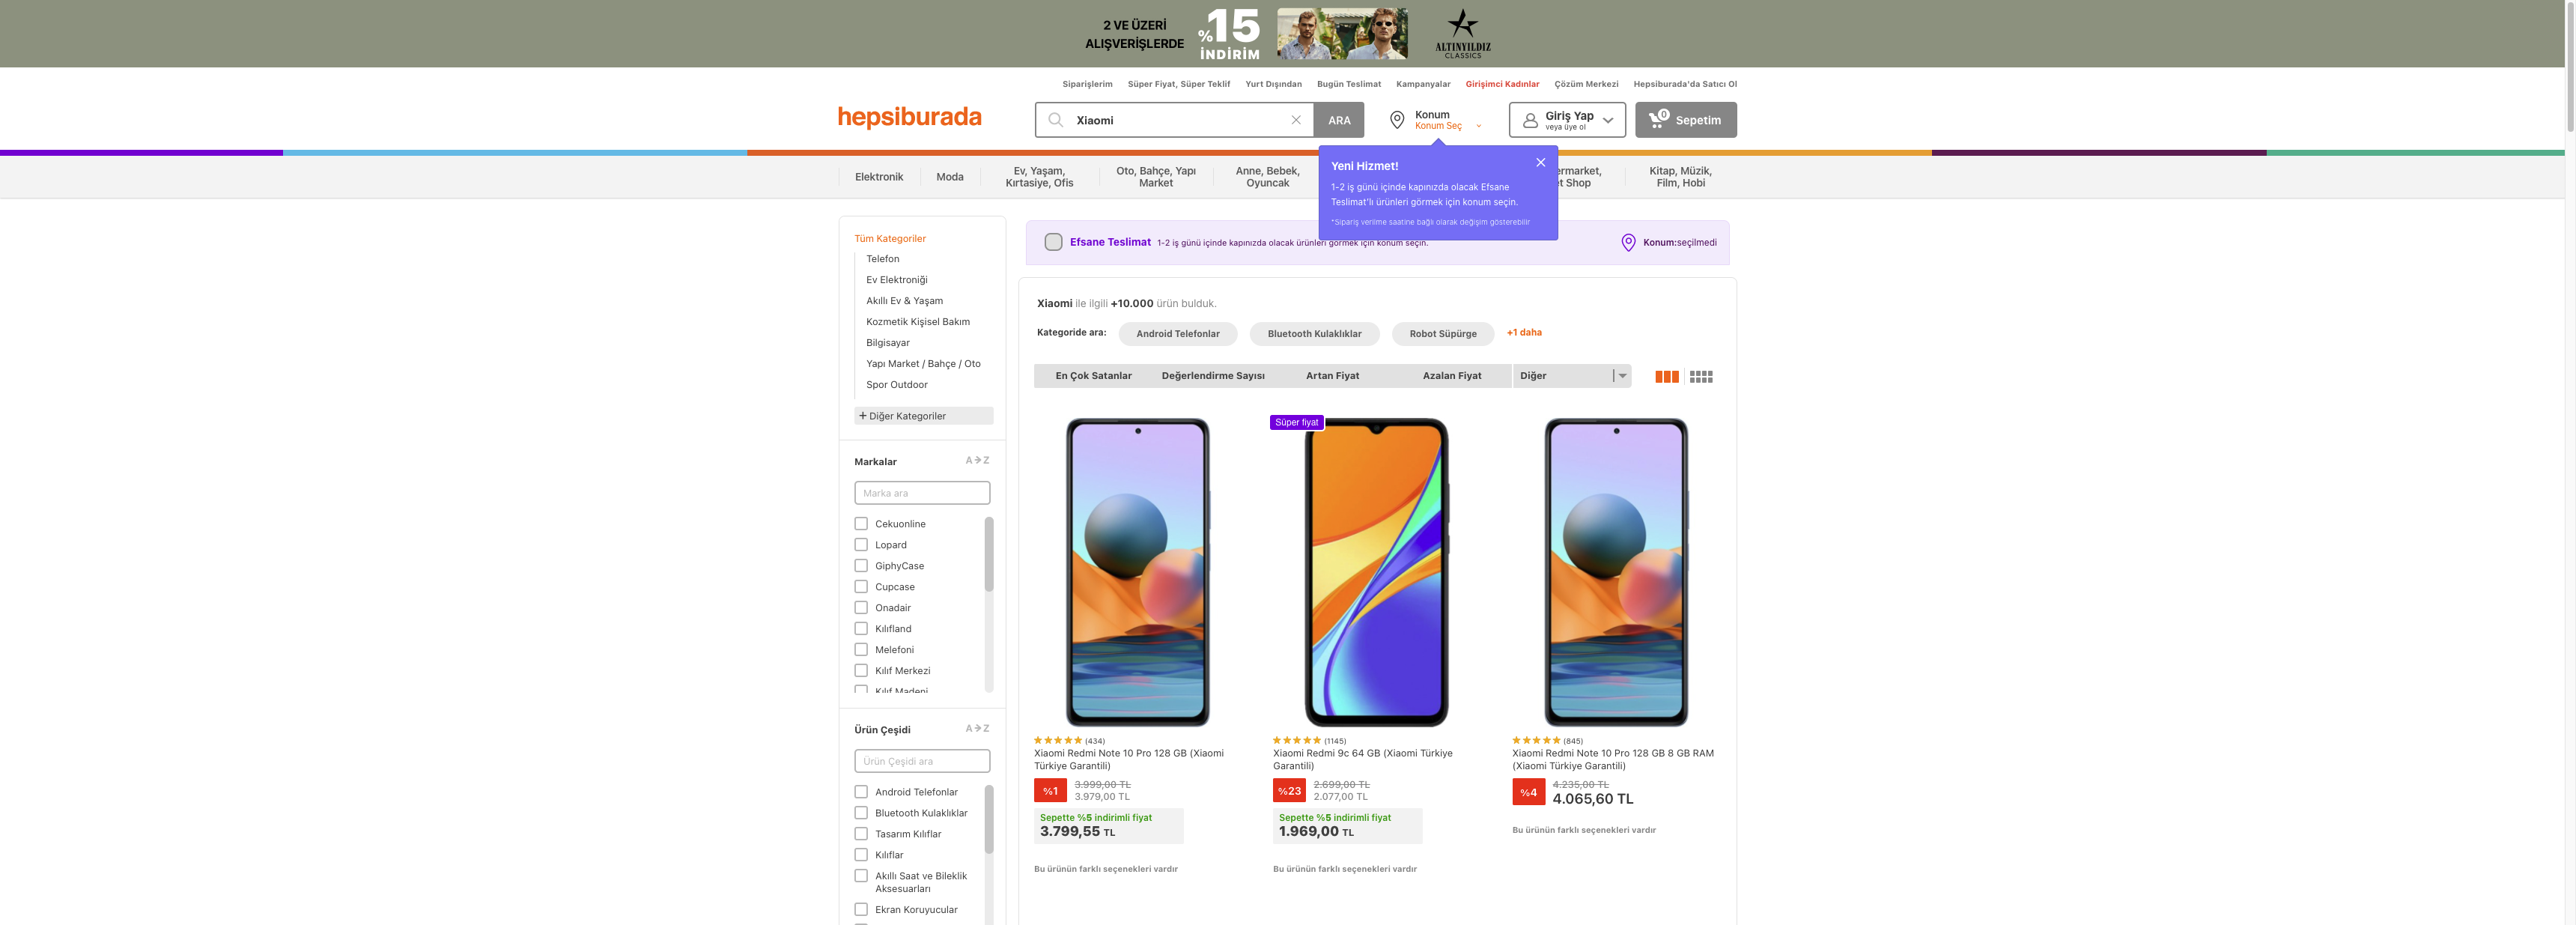 2 VE ÜZERİ
ALIŞVERİŞLERDE
%15
İNDİRİM
ALTINYILDIZ
CLASSICS
Siparişlerim
Süper Fiyat, Süper Teklif
Yurt Dışından
Bugün Teslimat
Kampanyalar
Girişimci Kadınlar
Çözüm Merkezi
Hepsiburada'da Satıcı Ol
hepsiburada
Xiaomi
ARA
Konum
Konum Seç
Giriş Yap
veya üye ol
0
Sepetim
Elektronik
Moda
Ev, Yaşam,
Kırtasiye, Ofis
Oto, Bahçe, Yapı
Market
Anne, Bebek,
Oyuncak
ermarket,
t Shop
Kitap, Müzik,
Film, Hobi
Yeni Hizmet!
1-2 iş günü içinde kapınızda olacak Efsane
Teslimat'lı ürünleri görmek için konum seçin.
*Sipariş verilme saatine bağlı olarak değişim gösterebilir
Efsane Teslimat 1-2 iş günü içinde kapınızda olacak ürünleri görmek için konum seçin.
Konum:seçilmedi
Tüm Kategoriler
Telefon
Ev Elektroniği
Akıllı Ev & Yaşam
Kozmetik Kişisel Bakım
Bilgisayar
Yapı Market / Bahçe / Oto
Spor Outdoor
+ Diğer Kategoriler
Markalar
A→Z
Marka ara
Cekuonline
Lopard
GiphyCase
Cupcase
Onadair
Kılıfland
Melefoni
Kılıf Merkezi
Kılıf Madeni
Ürün Çeşidi
A→Z
Ürün Çeşidi ara
Android Telefonlar
Bluetooth Kulaklıklar
Tasarım Kılıflar
Kılıflar
Akıllı Saat ve Bileklik
Aksesuarları
Ekran Koruyucular
Xiaomi ile ilgili +10.000 ürün bulduk.
Kategoride ara:
Android Telefonlar
Bluetooth Kulaklıklar
Robot Süpürge
+1 daha
En Çok Satanlar
Değerlendirme Sayısı
Artan Fiyat
Azalan Fiyat
Diğer
(434)
Xiaomi Redmi Note 10 Pro 128 GB (Xiaomi
Türkiye Garantili)
%1
3.999,00 TL
3.979,00 TL
Sepette %5 indirimli fiyat
3.799,55 TL
Bu ürünün farklı seçenekleri vardır
Süper fiyat
(1145)
Xiaomi Redmi 9c 64 GB (Xiaomi Türkiye
Garantili)
%23
2.699,00 TL
2.077,00 TL
Sepette %5 indirimli fiyat
1.969,00 TL
Bu ürünün farklı seçenekleri vardır
(845)
Xiaomi Redmi Note 10 Pro 128 GB 8 GB RAM
(Xiaomi Türkiye Garantili)
%4
4.235,00 TL
4.065,60 TL
Bu ürünün farklı seçenekleri vardır